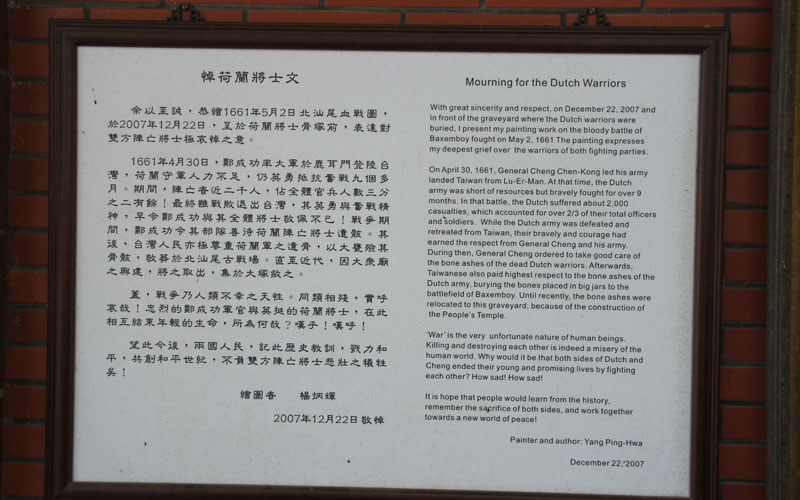 悼荷蘭將士文
余以至誠，恭繪1661年5月2日北汕尾血戰圖，
於2007年12月22日，呈於荷蘭將士骨塚前，表達對
雙方陣亡將士極哀悼之意。
1661年4月30日，鄭成功率大軍於鹿耳門登陸台
灣，荷蘭守軍人力不足，仍英勇抵抗奮戰九個多
月。期間，陣亡者近二千人，佔全體官兵人數三分
之二有餘！最終雖戰敗退出台灣，其英勇與奮戰精
神，早令鄭成功與其全體將士敬佩不已！戰爭期
間，鄭成功令其部隊善待荷蘭陣亡將士遺骸。其
後，台灣人民亦極尊重荷蘭軍之遺骨，以大甕殮其
骨骸，敬葬於北汕尾古戰場。直至近代，因大衆廟
之興建，將之取出，集於大塚斂之。
蓋，戰爭乃人類不幸之天性。同類相殘，實呼
哀哉！忠烈的鄭成功軍官與英挺的荷蘭將士，在此
相互結束年輕的生命，所為何哉？嘆乎！嘆呼！
望此今後，兩國人民，記此歷史教訓，戮力和
平，共創和平世紀，不負雙方陣亡將士悲壯之犧牲
矣！
繪圖者 楊炳輝
2007年12月22日敬悼
Mourning for the Dutch Warriors
With great sincerity and respect, on December 22, 2007 and
in front of the graveyard where the Dutch warriors were
buried, I present my painting work on the bloody battle of
Baxemboy fought on May 2, 1661 The painting expresses
my deepest grief over the warriors of both fighting parties.
On April 30, 1661, General Cheng Chen-Kong led his army
landed Taiwan from Lu-Er-Man. At that time, the Dutch
army was short of resources but bravely fought for over 9
months. In that battle, the Dutch suffered about 2,000
casualties, which accounted for over 2/3 of their total officers
and soldiers. While the Dutch army was defeated and
retreated from Taiwan, their bravely and courage had
earned the respect from General Cheng and his army.
During then, General Cheng ordered to take good care of
the bone ashes of the dead Dutch warriors. Afterwards,
Taiwanese also paid highest respect to the bone ashes of the
Dutch army, burying the bones placed in big jars to the
battlefield of Baxemboy. Until recently, the bone ashes were
relocated to this graveyard, because of the construction of
the People's Temple.
'War' is the very unfortunate nature of human beings.
Killing and destroying each other is indeed a misery of the
human world. Why would it be that both sides of Dutch and
Cheng ended their young and promising lives by fighting
each other? How sad! How sad!
It is hope that people would learn from the history,
remember the sacrifice of both sides, and work together
towards a new world of peace!
Painter and author: Yang Ping-Hwa
December 22, 2007